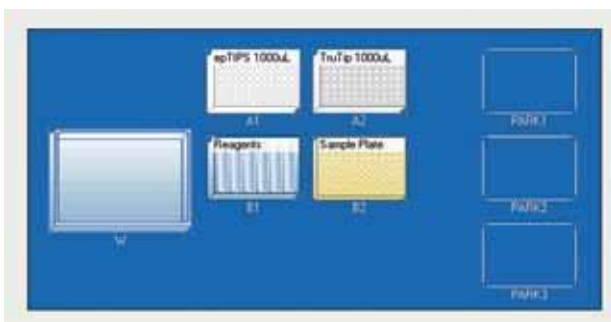 epTIPS 1000uL
TruTip 1000uL
A1
A2
PARK1
Reagents
Sample Plate
B1
B2
PARK2
W
PARK3